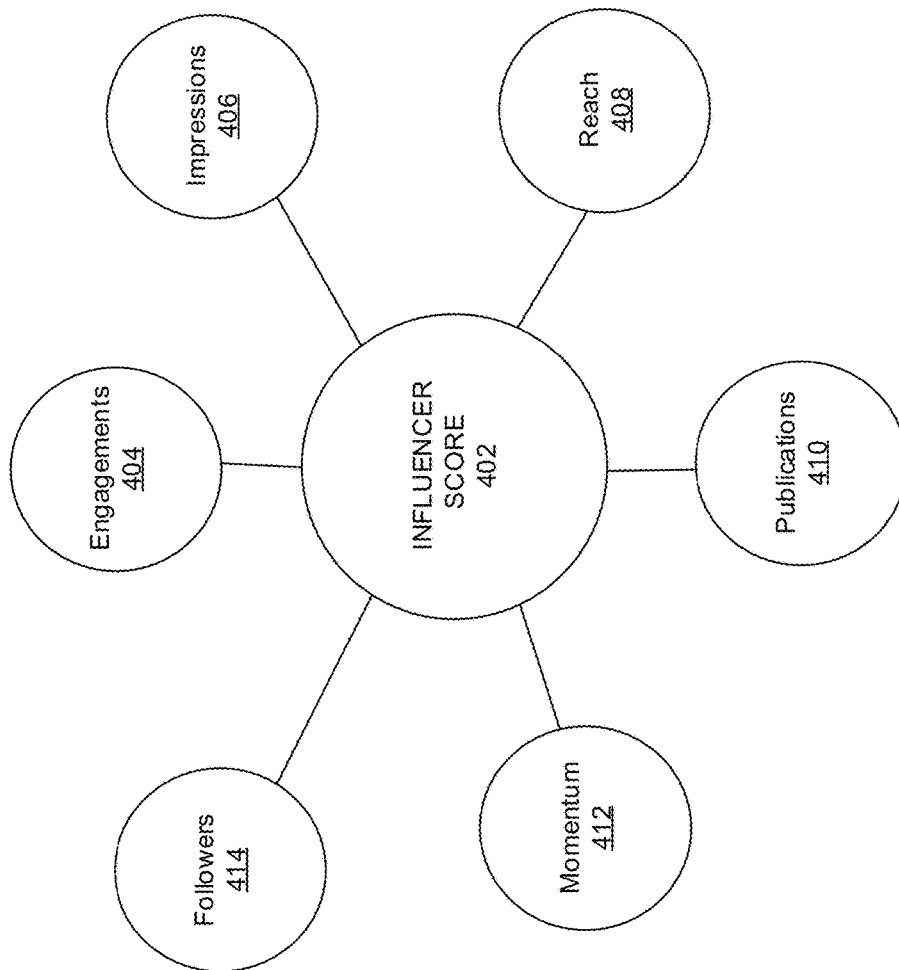 Engagements
404
Impressions
406
Followers
414
INFLUENCER
SCORE
402
Reach
408
Momentum
412
Publications
410